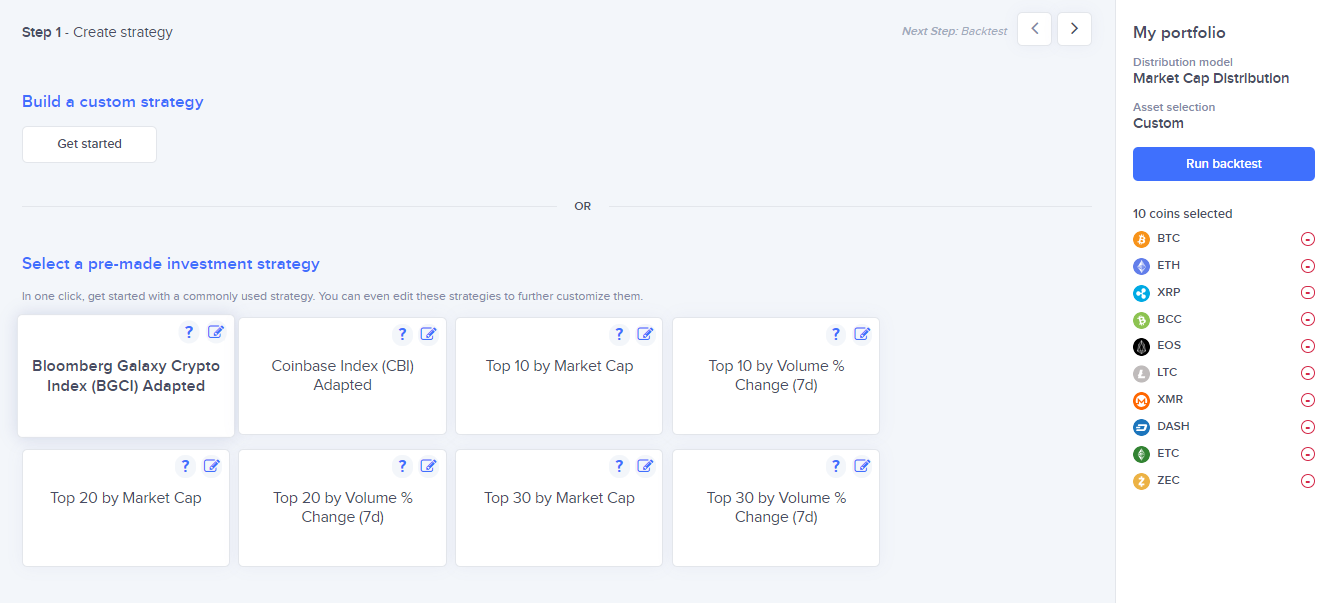 Step 1 - Create strategy
Next Step: Backtest
Build a custom strategy
Get started
OR
Select a pre-made investment strategy
In one click, get started with a commonly used strategy. You can even edit these strategies to further customize them.
?
Bloomberg Galaxy Crypto
Index (BGCI) Adapted
?
Coinbase Index (CBI)
Adapted
?
Top 10 by Market Cap
?
Top 10 by Volume %
Change (7d)
?
Top 20 by Market Cap
?
Top 20 by Volume %
Change (7d)
?
Top 30 by Market Cap
?
Top 30 by Volume %
Change (7d)
My portfolio
Distribution model
Market Cap Distribution
Asset selection
Custom
Run backtest
10 coins selected
BTC
ETH
XRP
BCC
EOS
LTC
XMR
DASH
ETC
ZEC